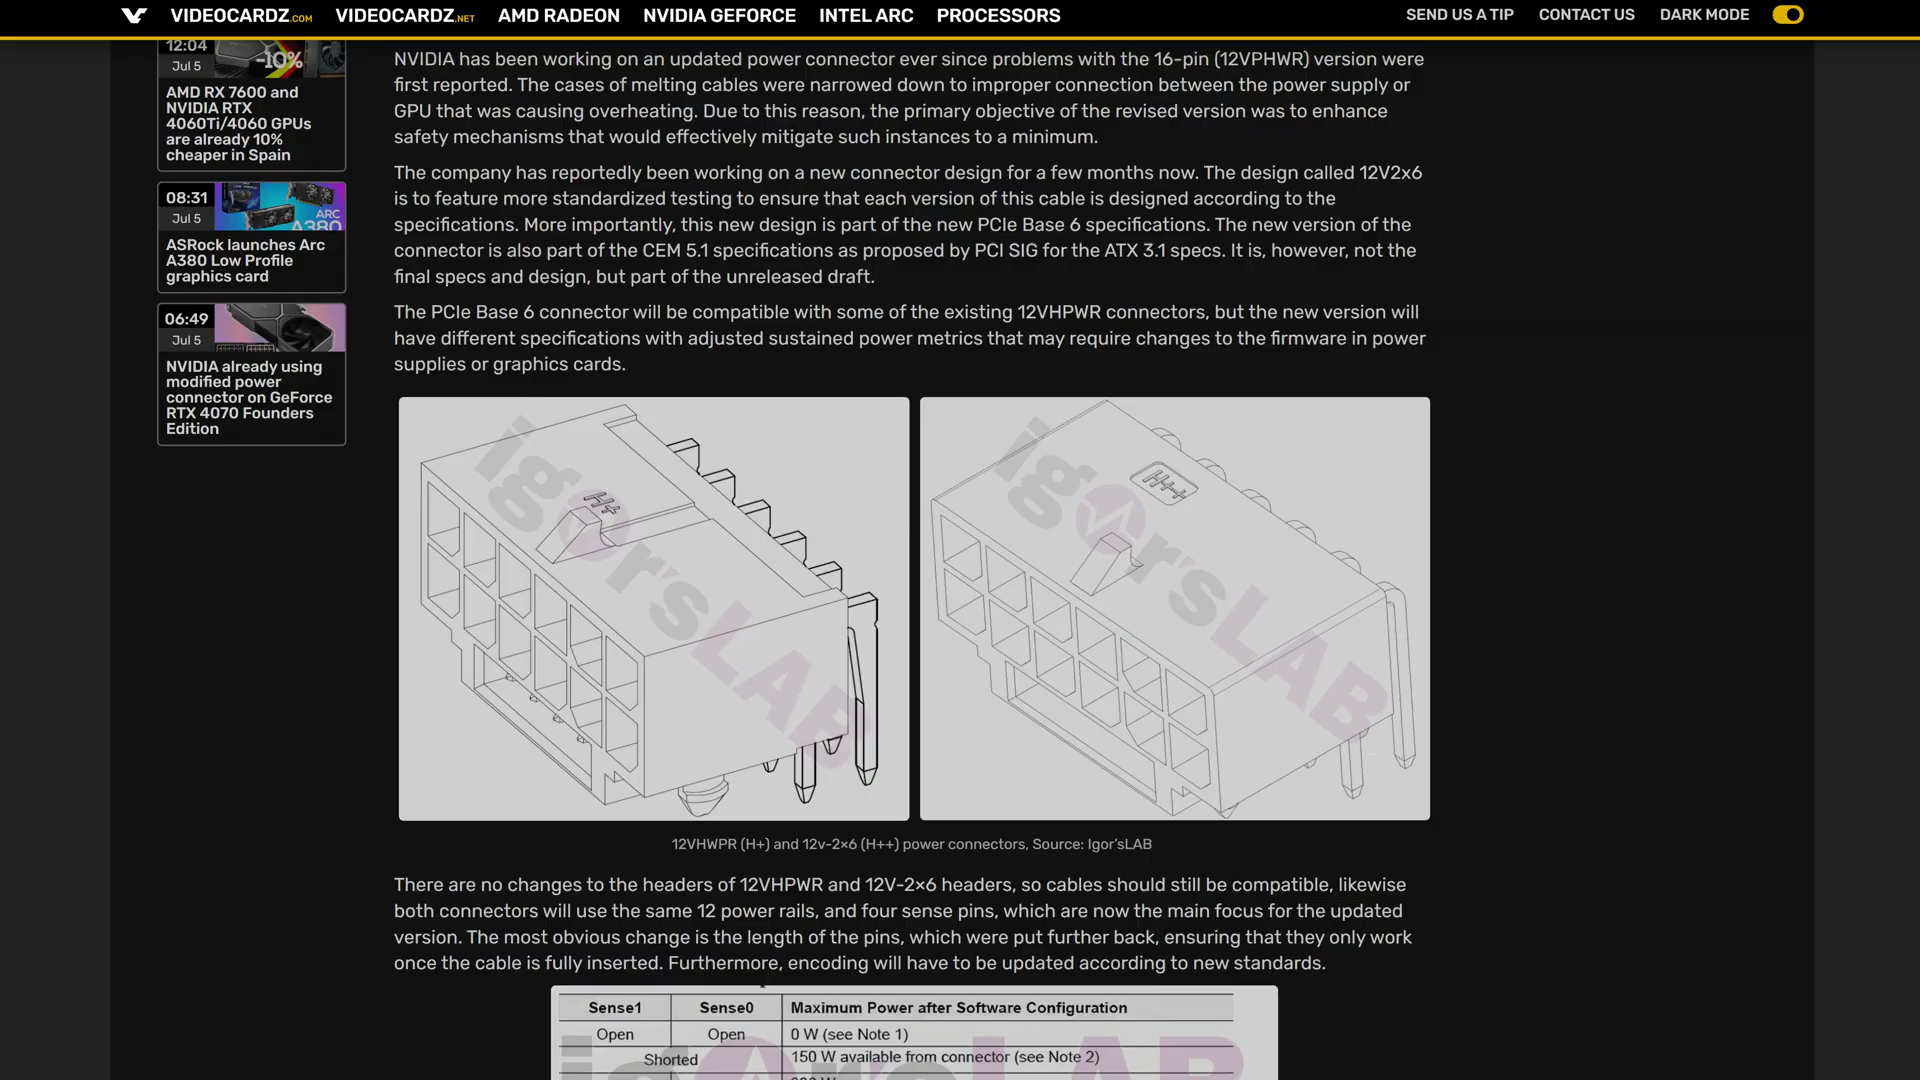 VIDEOCARDZ.COM
VIDEOCARDZ.NET
AMD RADEON
NVIDIA GEFORCE
INTEL ARC
PROCESSORS
SEND US A TIP
CONTACT US
DARK MODE
12:04
Jul 5
-10%
AMD RX 7600 and
NVIDIA RTX
4060Ti/4060 GPUs
are already 10%
cheaper in Spain
08:31
Jul 5
ARC
A380
ASRock launches Arc
A380 Low Profile
graphics card
06:49
Jul 5
NVIDIA already using
modified power
connector on GeForce
RTX 4070 Founders
Edition
NVIDIA has been working on an updated power connector ever since problems with the 16-pin (12VPHWR) version were
first reported. The cases of melting cables were narrowed down to improper connection between the power supply or
GPU that was causing overheating. Due to this reason, the primary objective of the revised version was to enhance
safety mechanisms that would effectively mitigate such instances to a minimum.
The company has reportedly been working on a new connector design for a few months now. The design called 12V2x6
is to feature more standardized testing to ensure that each version of this cable is designed according to the
specifications. More importantly, this new design is part of the new PCIe Base 6 specifications. The new version of the
connector is also part of the CEM 5.1 specifications as proposed by PCI SIG for the ATX 3.1 specs. It is, however, not the
final specs and design, but part of the unreleased draft.
The PCIe Base 6 connector will be compatible with some of the existing 12VHPWR connectors, but the new version will
have different specifications with adjusted sustained power metrics that may require changes to the firmware in power
supplies or graphics cards.
igor'sLAB
H+
igor'sLAB
H++
12VHWPR (H+) and 12v-2×6 (H++) power connectors, Source: Igor'sLAB
There are no changes to the headers of 12VHPWR and 12V-2×6 headers, so cables should still be compatible, likewise
both connectors will use the same 12 power rails, and four sense pins, which are now the main focus for the updated
version. The most obvious change is the length of the pins, which were put further back, ensuring that they only work
once the cable is fully inserted. Furthermore, encoding will have to be updated according to new standards.
Sense1 Sense0 Maximum Power after Software Configuration
Open Open 0 W (see Note 1)
Shorted 150 W available from connector (see Note 2)